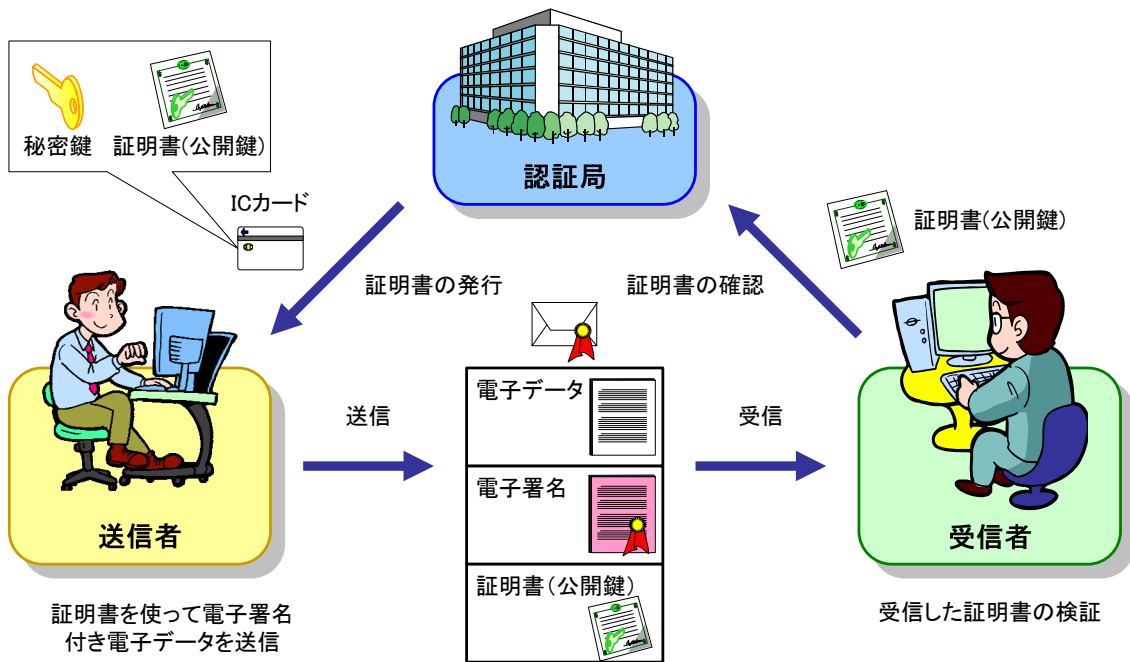 秘密鍵
証明書(公開鍵)
ICカード
認証局
証明書(公開鍵)
証明書の発行
証明書の確認
送信
電子データ
受信
電子署名
証明書(公開鍵)
送信者
受信者
証明書を使って電子署名
付き電子データを送信
受信した証明書の検証